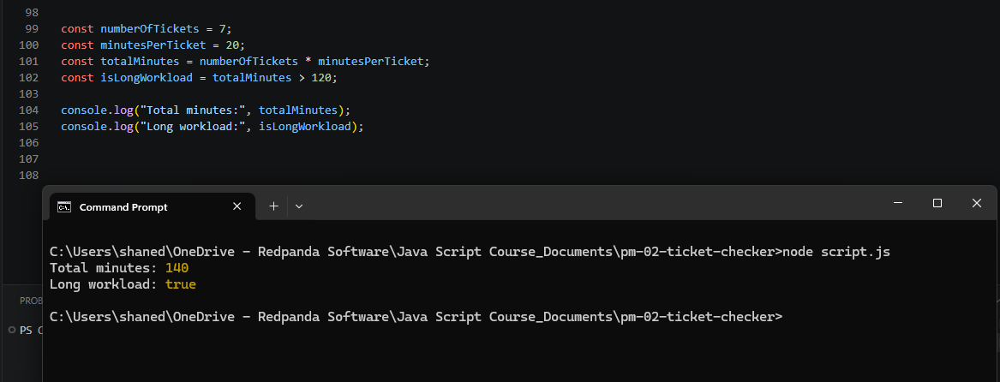 98
99 const numberOfTickets = 7;
100 const minutesPerTicket = 20;
101 const totalMinutes = numberOfTickets * minutesPerTicket;
102 const isLongWorkload = totalMinutes > 120;
103
104 console.log("Total minutes:", totalMinutes);
105 console.log("Long workload:", isLongWorkload);
106
107
108
Command Prompt
C:\Users\shaned\OneDrive - Redpanda Software\Java Script Course_Documents\pm-02-ticket-checker>node script.js
Total minutes: 140
Long workload: true
C:\Users\shaned\OneDrive - Redpanda Software\Java Script Course_Documents\pm-02-ticket-checker>
PROB
PS C